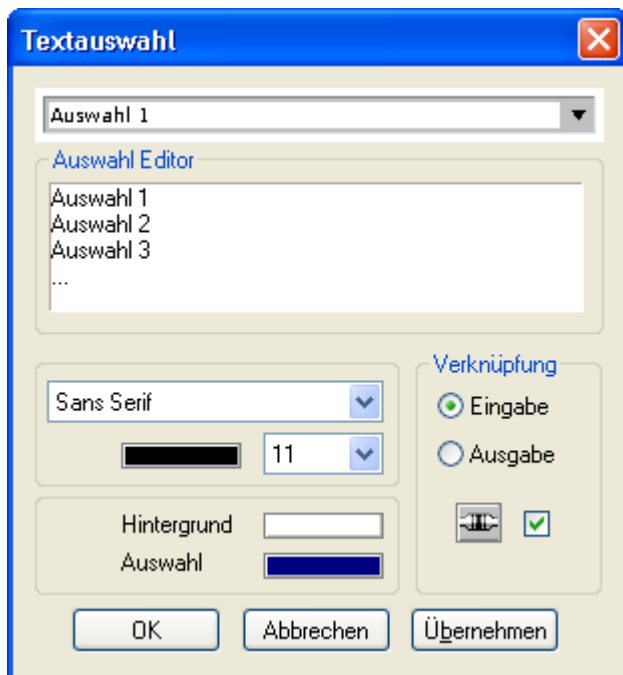 Textauswahl
Auswahl 1
Auswahl Editor
Auswahl 1
Auswahl 2
Auswahl 3
...
Sans Serif
11
Verknüpfung
Eingabe
Ausgabe
Hintergrund
Auswahl
OK
Abbrechen
Übernehmen